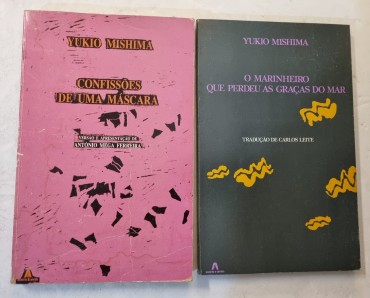 YUKIO MISHIMA
CONFISSÕES
DE UMA MÁSCARA
VERSÃO E APRESENTAÇÃO DE
ANTÓNIO MEGA FERREIRA
YUKIO MISHIMA
O MARINHEIRO
QUE PERDEU AS GRAÇAS DO MAR
TRADUÇÃO DE CARLOS LEITE